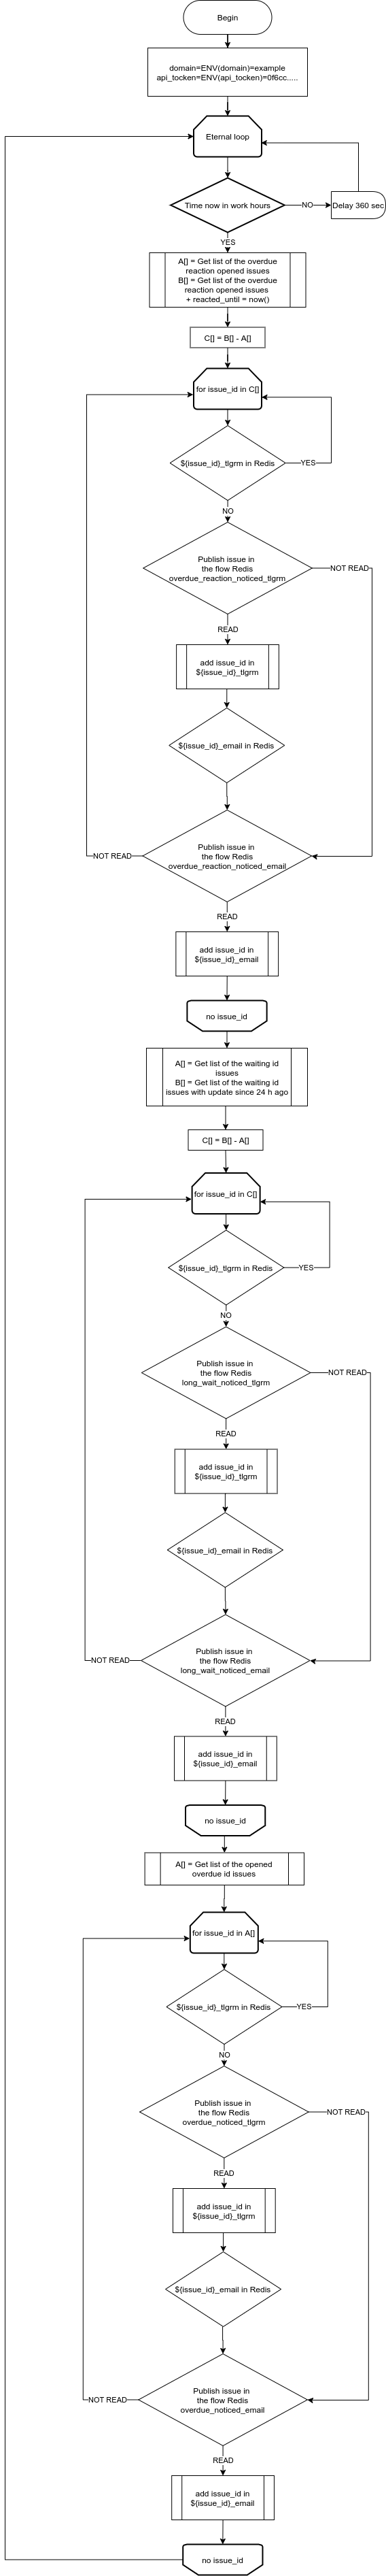 Begin
domain=ENV(domain)=example
api_tocken=ENV(api_tocken)=0f6cc.....
Eternal loop
Time now in work hours
NO
Delay 360 sec
YES
A[] = Get list of the overdue
reaction opened issues
B[] = Get list of the overdue
reaction opened issues
+ reacted_until = now()
C[] = B[] - A[]
for issue_id in C[]
${issue_id}_tlgrm in Redis
YES
NO
Publish issue in
the flow Redis
overdue_reaction_noticed_tlgrm
NOT READ
READ
add issue_id in
${issue_id}_tlgrm
${issue_id}_email in Redis
Publish issue in
the flow Redis
overdue_reaction_noticed_email
NOT READ
READ
add issue_id in
${issue_id}_email
no issue_id
A[] = Get list of the waiting id
issues
B[] = Get list of the waiting id
issues with update since 24 h ago
C[] = B[] - A[]
for issue_id in C[]
${issue_id}_tlgrm in Redis
YES
NO
Publish issue in
the flow Redis
long_wait_noticed_tlgrm
NOT READ
READ
add issue_id in
${issue_id}_tlgrm
${issue_id}_email in Redis
Publish issue in
the flow Redis
long_wait_noticed_email
NOT READ
READ
add issue_id in
${issue_id}_email
no issue_id
A[] = Get list of the opened
overdue id issues
for issue_id in A[]
${issue_id}_tlgrm in Redis
YES
NO
Publish issue in
the flow Redis
overdue_noticed_tlgrm
NOT READ
READ
add issue_id in
${issue_id}_tlgrm
${issue_id}_email in Redis
Publish issue in
the flow Redis
overdue_noticed_email
NOT READ
READ
add issue_id in
${issue_id}_email
no issue_id